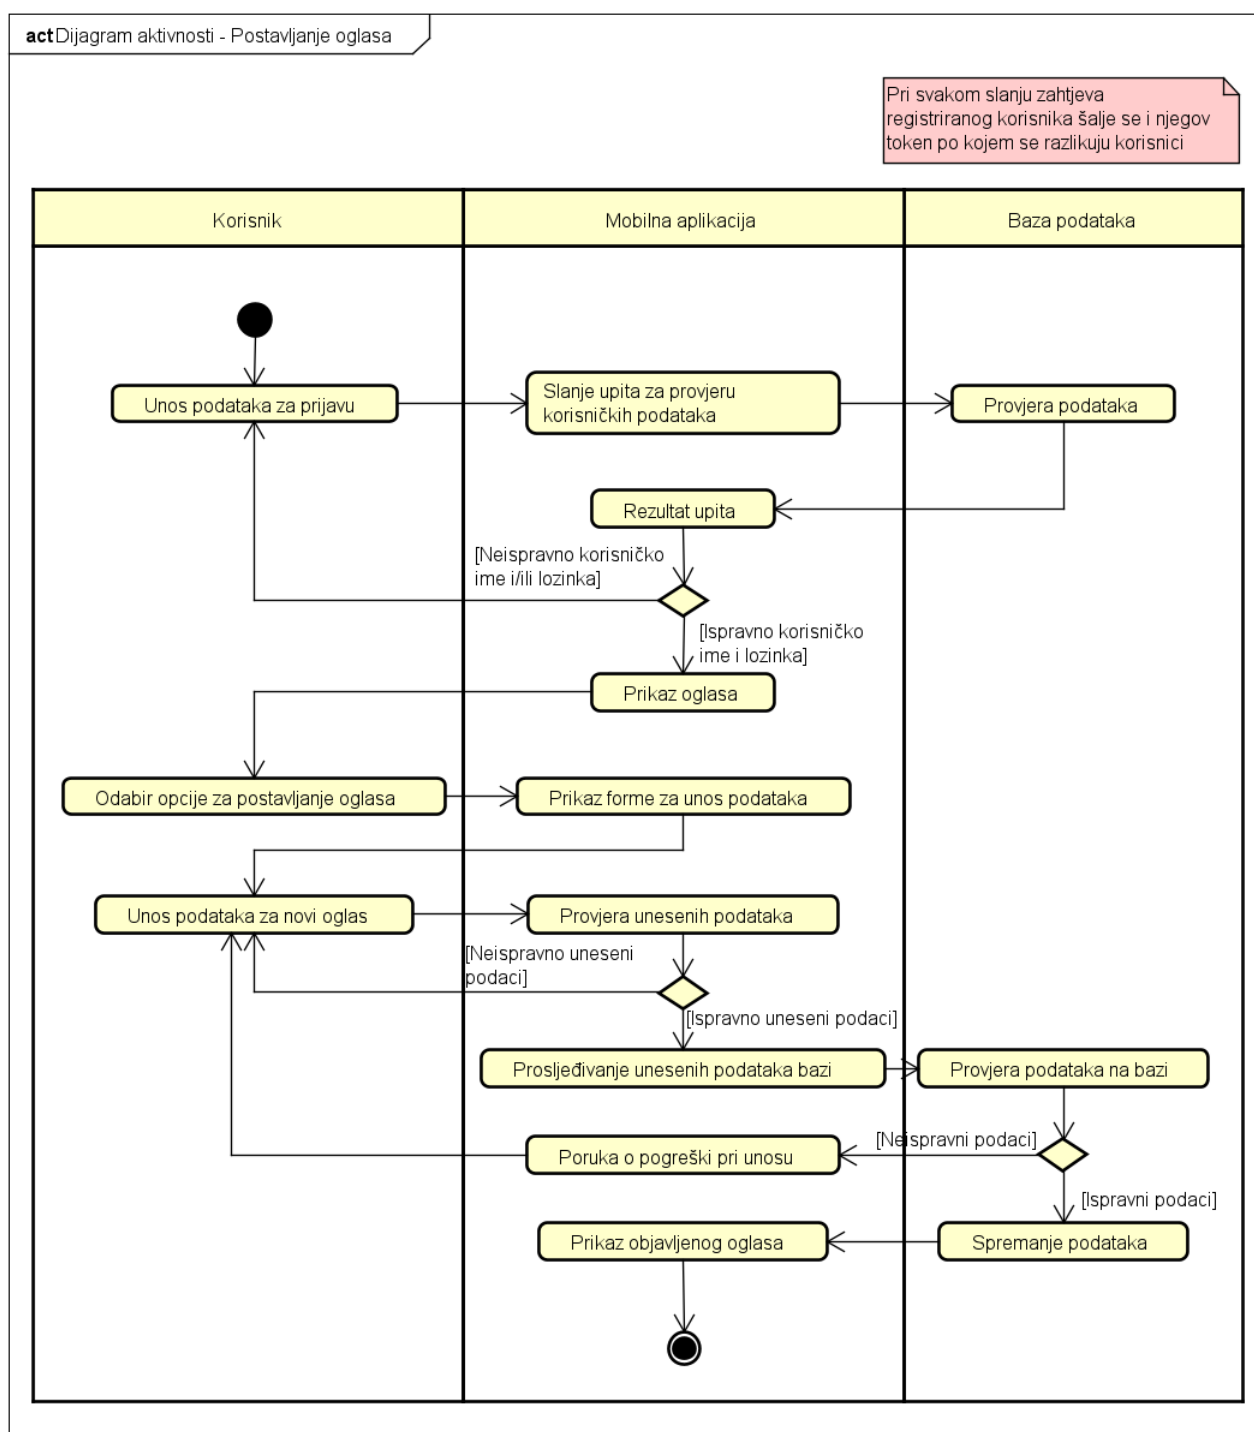 act Dijagram aktivnosti - Postavljanje oglasa
Pri svakom slanju zahtjeva
registriranog korisnika šalje se i njegov
token po kojem se razlikuju korisnici
Korisnik
Mobilna aplikacija
Baza podataka
Unos podataka za prijavu
Slanje upita za provjeru
korisničkih podataka
Provjera podataka
Rezultat upita
[Neispravno korisničko
ime i/ili lozinka]
[Ispravno korisničko
ime i lozinka]
Prikaz oglasa
Odabir opcije za postavljanje oglasa
Prikaz forme za unos podataka
Unos podataka za novi oglas
Provjera unesenih podataka
[Neispravno uneseni
podaci]
[Ispravno uneseni podaci]
Prosljeđivanje unesenih podataka bazi
Provjera podataka na bazi
[Neispravni podaci]
Poruka o pogreški pri unosu
[Ispravni podaci]
Prikaz objavljenog oglasa
Spremanje podataka